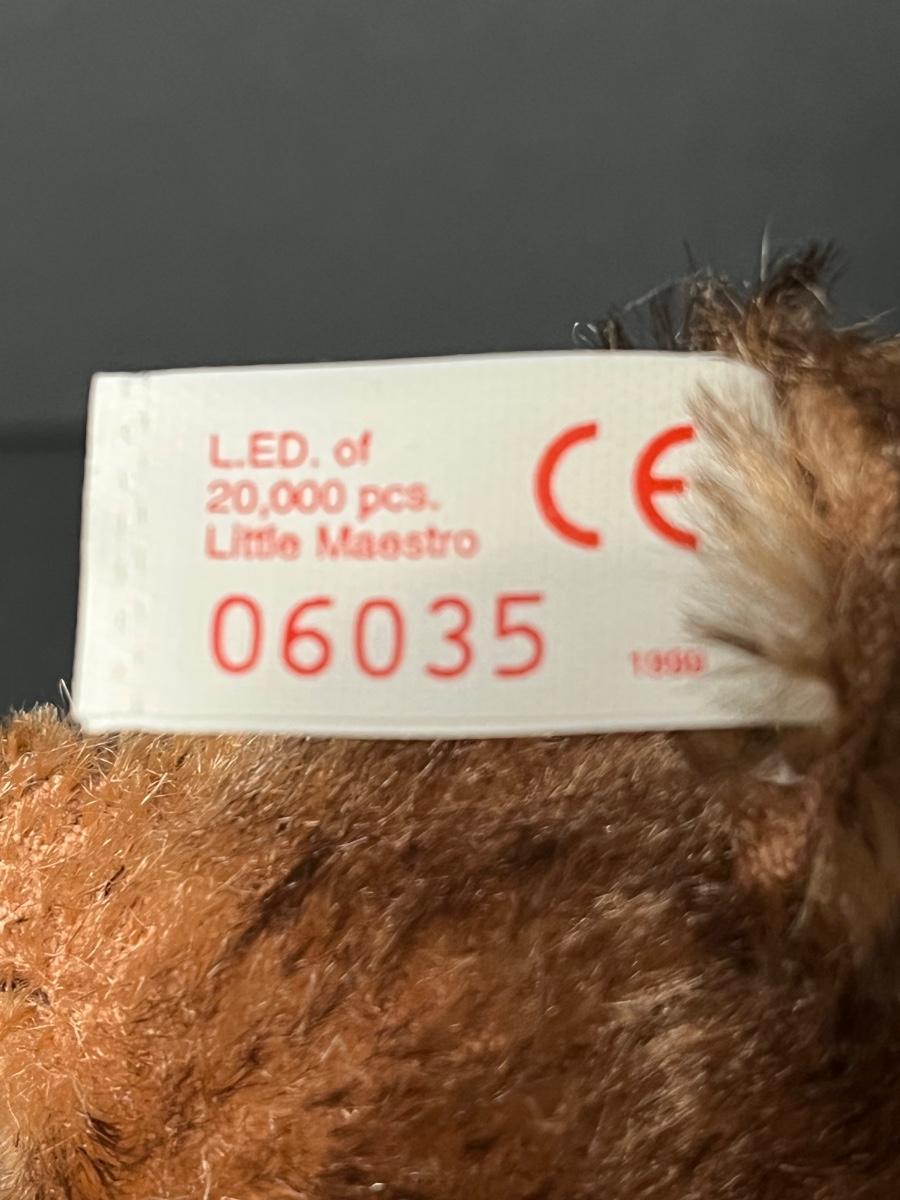 L.ED. of
20,000 pcs.
Little Maestro
CE
06035
1999